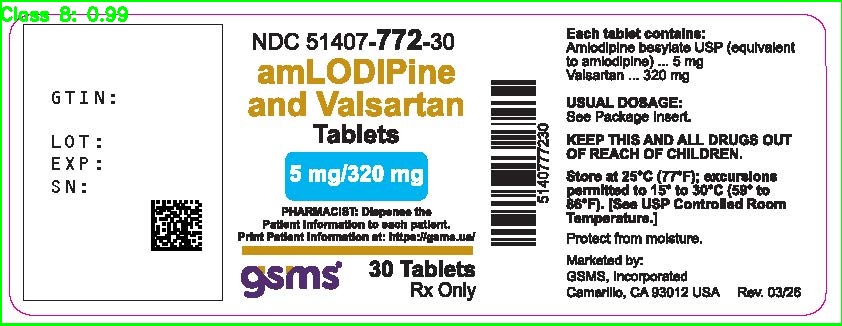 Class 8: 0.99
GTIN:
LOT:
EXP:
SN:
NDC 51407-772-30
amLODIPine
and Valsartan
Tablets
5 mg/320 mg
PHARMACIST: Dispense the
Patient Information to each patient.
Print Patient Information at: https://gsms.us/
gsms
30 Tablets
Rx Only
5140777230
Each tablet contains:
Amlodipine besylate USP (equivalent
to amlodipine) ... 5 mg
Valsartan ... 320 mg
USUAL DOSAGE:
See Package Insert.
KEEP THIS AND ALL DRUGS OUT
OF REACH OF CHILDREN.
Store at 25°C (77°F); excursions
permitted to 15° to 30°C (59° to
86°F). [See USP Controlled Room
Temperature.]
Protect from moisture.
Marketed by:
GSMS, Incorporated
Camarillo, CA 93012 USA Rev. 03/26